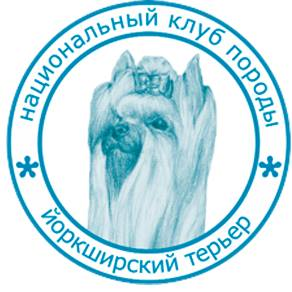 национальный клуб породы
йоркширский терьер